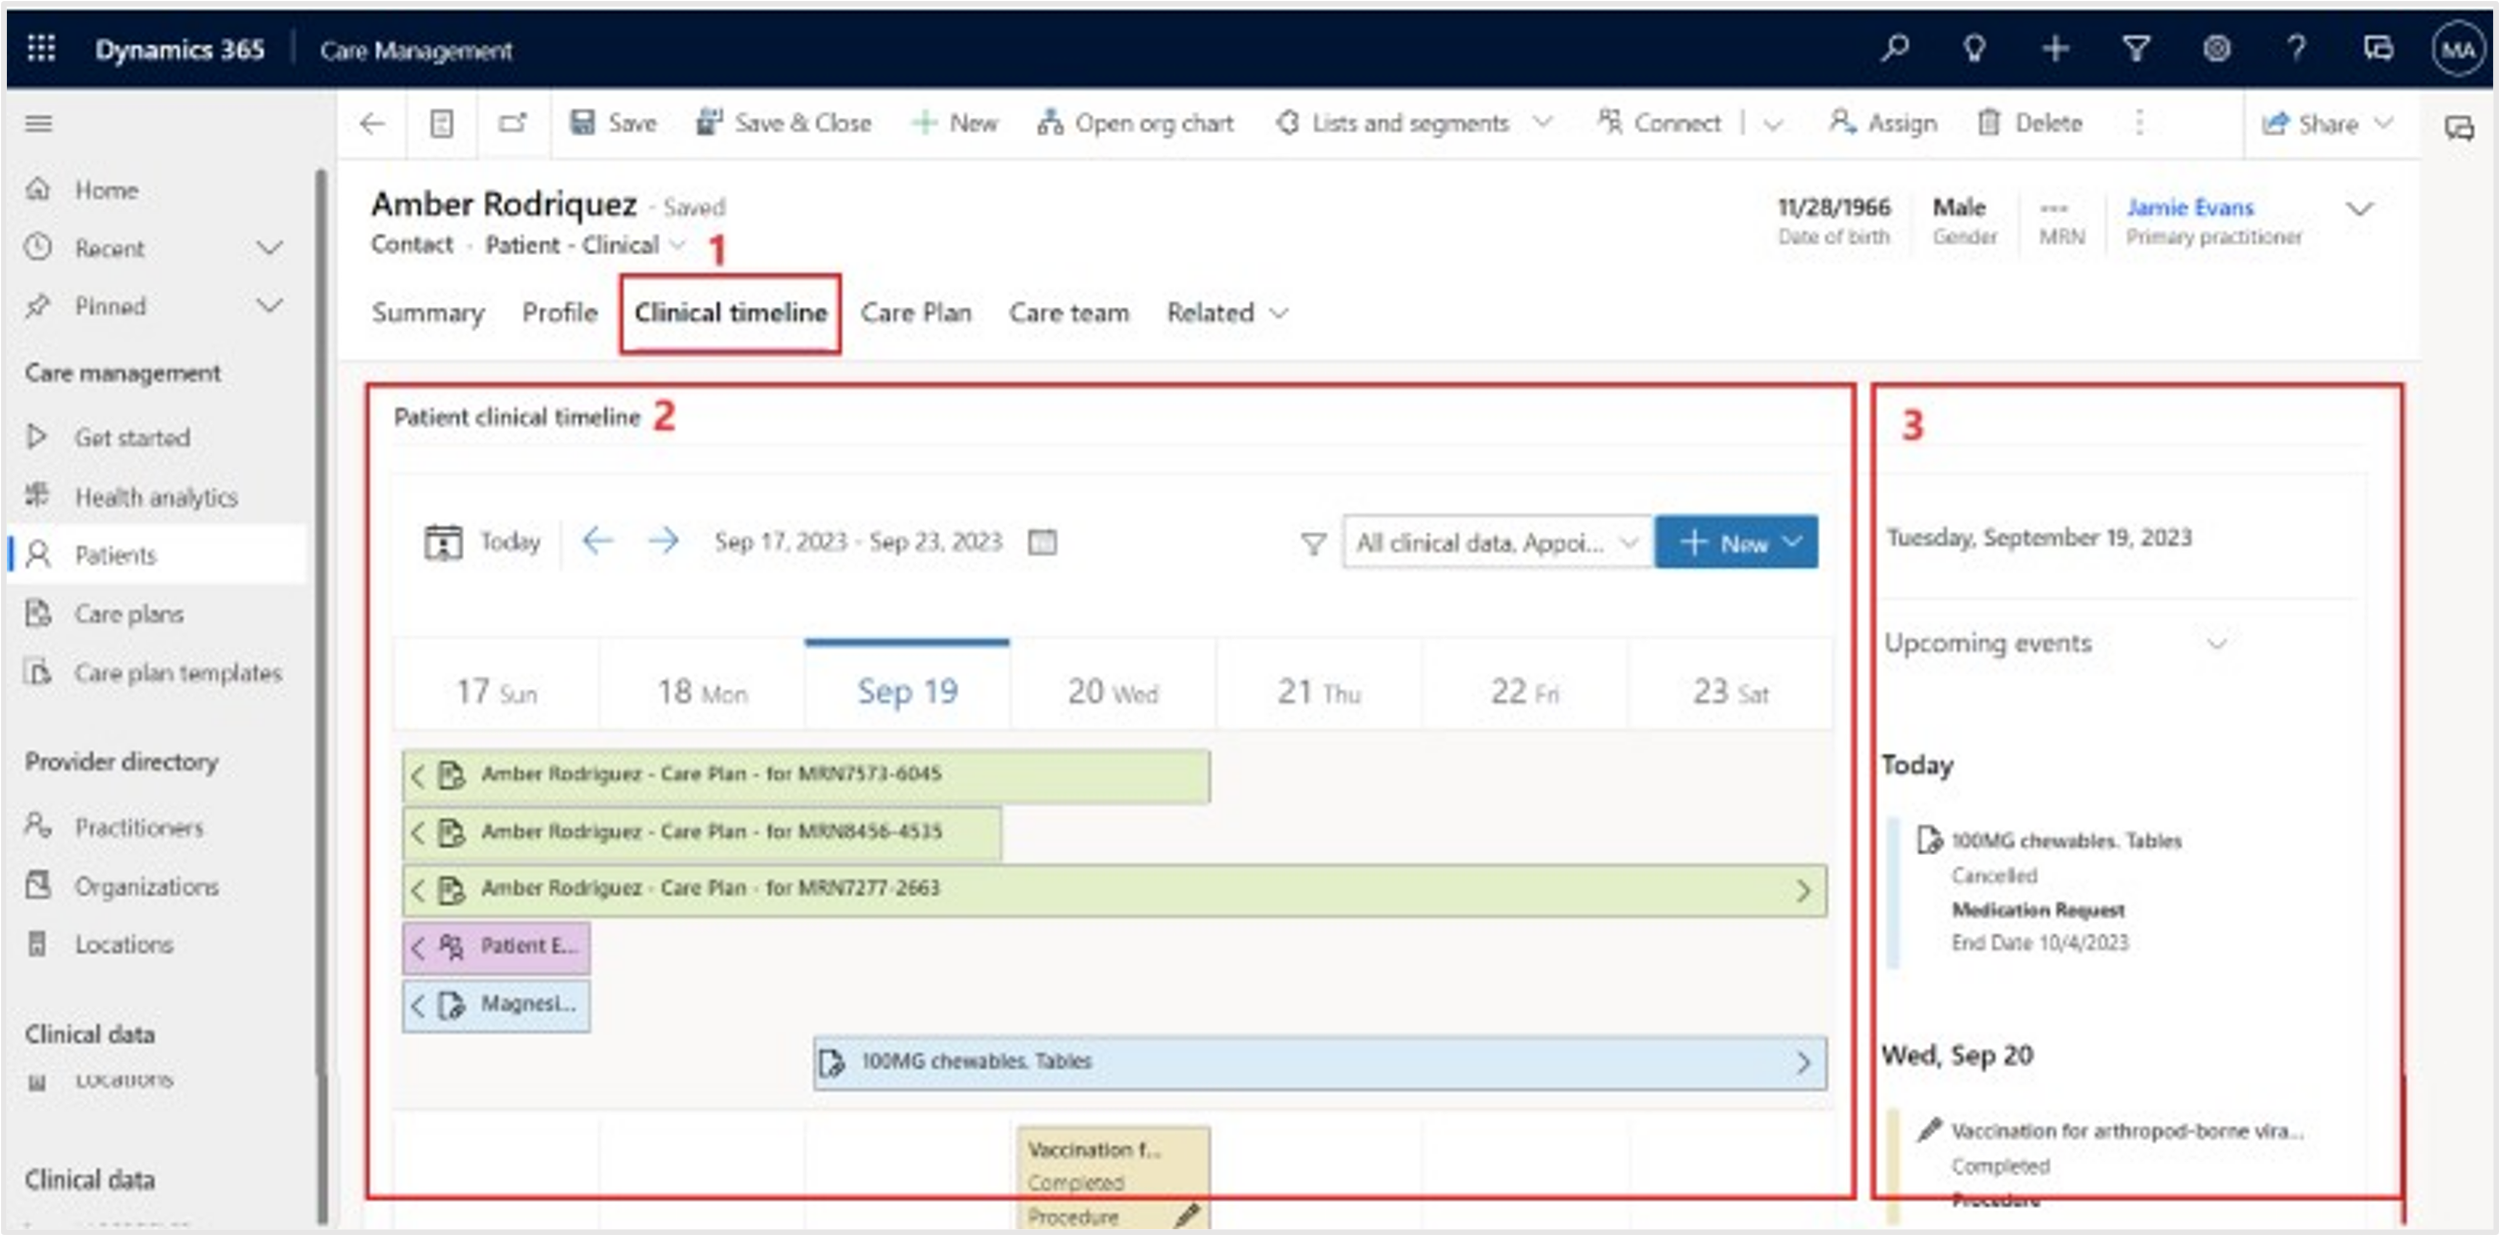 Dynamics 365 Care Management MA
Save Save & Close New Open org chart Lists and segments Connect Assign Delete Share
Home
Recent
Pinned
Care management
Get started
Health analytics
Patients
Care plans
Care plan templates
Provider directory
Practitioners
Organizations
Locations
Clinical data
Locations
Clinical data
Amber Rodriquez - Saved
Contact · Patient - Clinical
1
11/28/1966 Male --- Jamie Evans
Date of birth Gender MRN Primary practitioner
Summary Profile Clinical timeline Care Plan Care team Related
Patient clinical timeline 2
Today Sep 17, 2023 - Sep 23, 2023 All clinical data, Appoi... + New
17 Sun 18 Mon Sep 19 20 Wed 21 Thu 22 Fri 23 Sat
Amber Rodriguez - Care Plan - for MRN7573-6045
Amber Rodriguez - Care Plan - for MRN8456-4535
Amber Rodriguez - Care Plan - for MRN7277-2663
Patient E...
Magnesi...
100MG chewables. Tables
Vaccination f...
Completed
Procedure
3
Tuesday, September 19, 2023
Upcoming events
Today
100MG chewables. Tables
Cancelled
Medication Request
End Date 10/4/2023
Wed, Sep 20
Vaccination for arthropod-borne vira...
Completed
Procedure